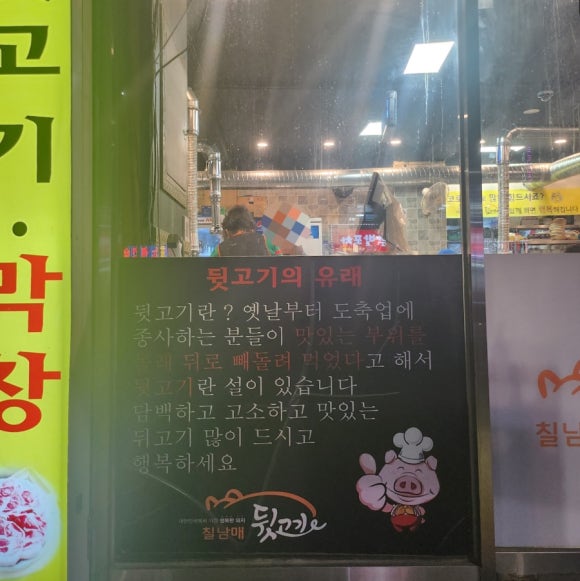 고
기
·
막
창
뒷고기의 유래
뒷고기란 ? 옛날부터 도축업에
종사하는 분들이 맛있는 부위를
몰래 뒤로 빼돌려 먹었다고 해서
뒷고기란 설이 있습니다
담백하고 고소하고 맛있는
뒤고기 많이 드시고
행복하세요
칠남매 뒷고기
칠남